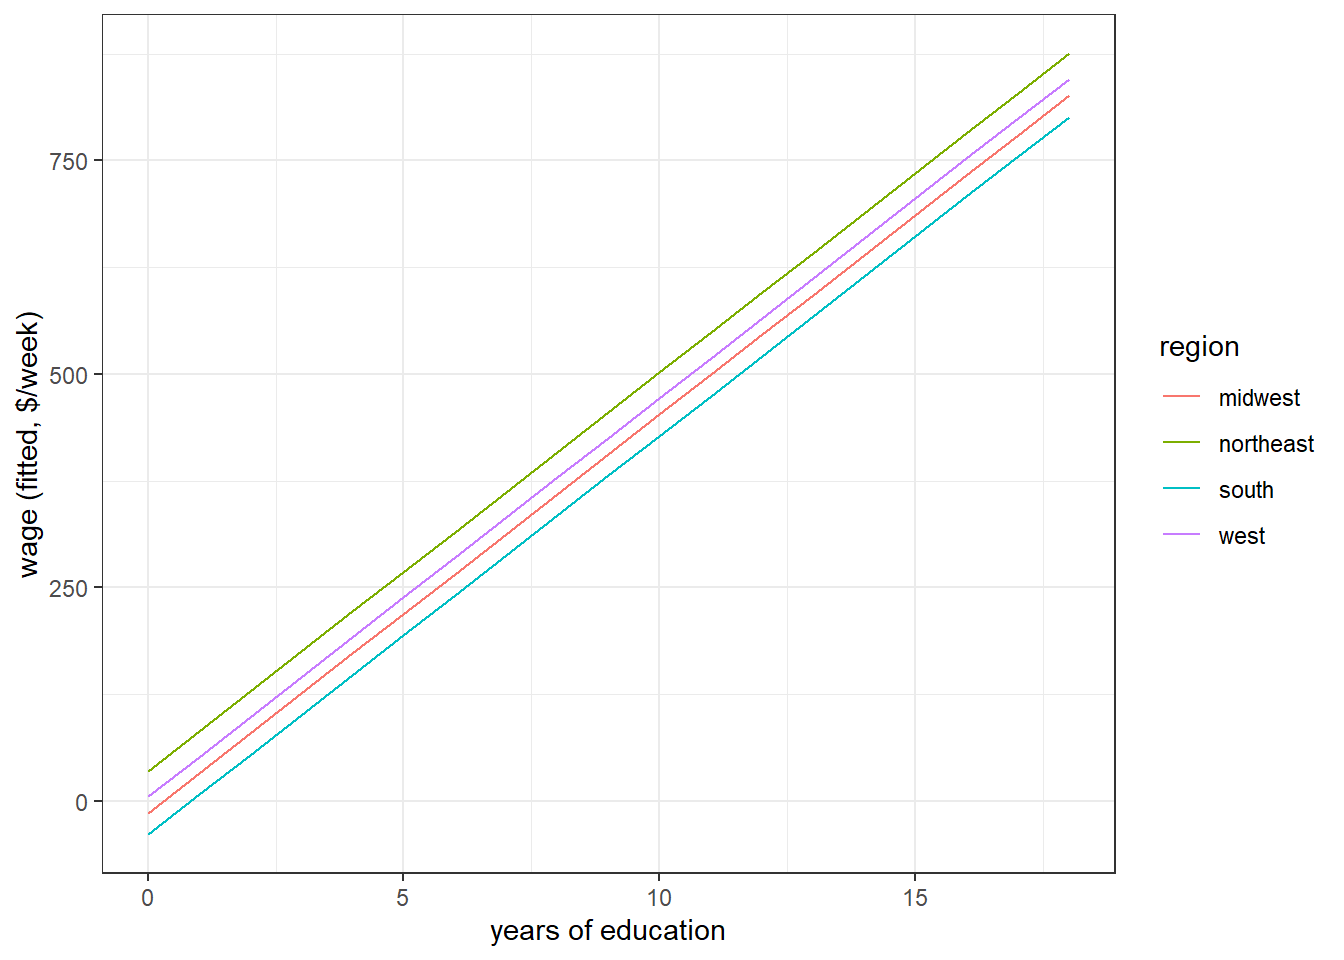 750
500
250
0
0 5 10 15
years of education
wage (fitted, $/week)
region
midwest
northeast
south
west